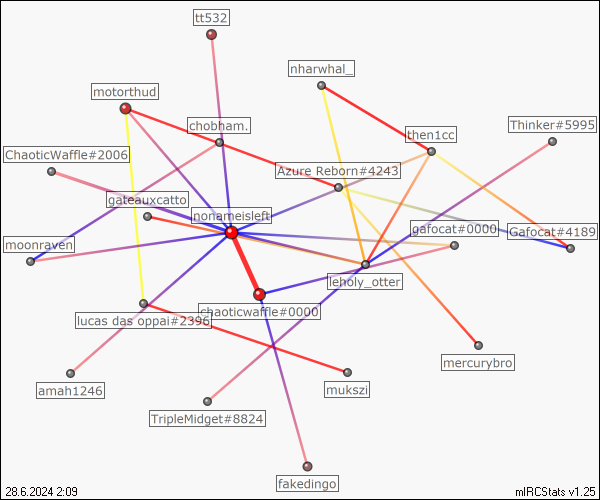 tt532
nharwhal_
motorthud
chobham.
Thinker#5995
then1cc
ChaoticWaffle#2006
Azure Reborn#4243
gateauxcatto
nonameisleft
gafocat#0000
Gafocat#4189
moonraven
leholy_otter
chaoticwaffle#0000
lucas das oppai#2396
mercurybro
amah1246
mukszi
TripleMidget#8824
fakedingo
28.6.2024 2:09
mIRCStats v1.25